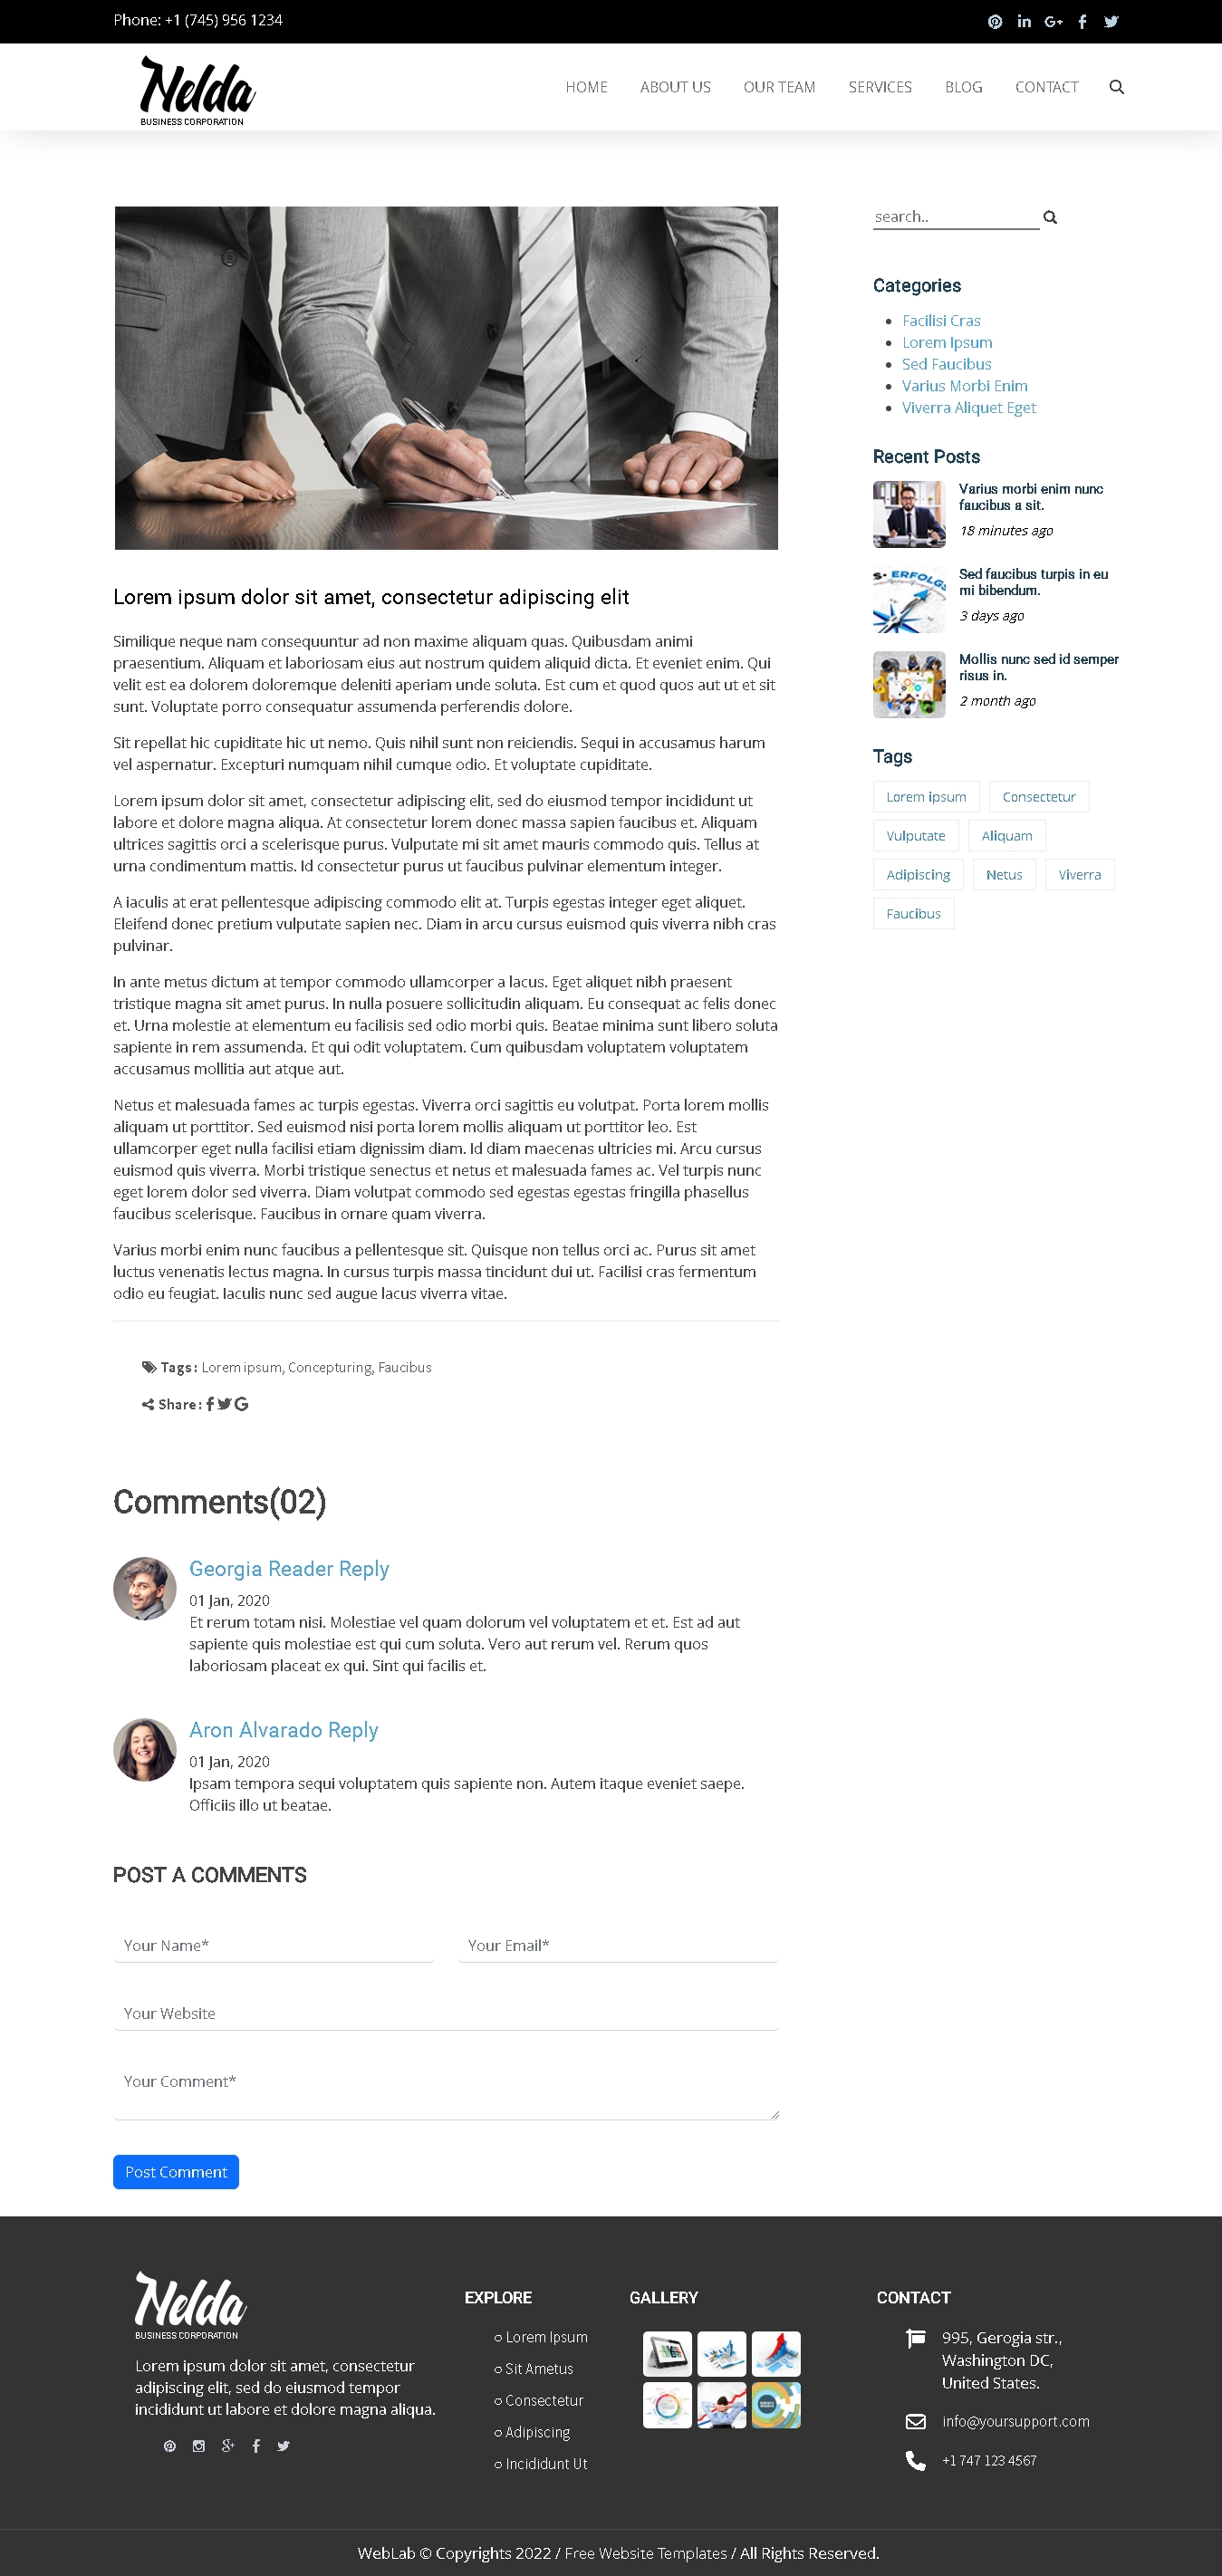 Phone: +1 (745) 956 1234
Nelda
BUSINESS CORPORATION
HOME ABOUT US OUR TEAM SERVICES BLOG CONTACT
search..
Categories
Facilisi Cras
Lorem Ipsum
Sed Faucibus
Varius Morbi Enim
Viverra Aliquet Eget
Recent Posts
Varius morbi enim nunc
faucibus a sit.
18 minutes ago
S- ERFOLGS
Sed faucibus turpis in eu
mi bibendum.
3 days ago
Mollis nunc sed id semper
risus in.
2 month ago
Tags
Lorem ipsum Consectetur
Vulputate Aliquam
Adipiscing Netus Viverra
Faucibus
Lorem ipsum dolor sit amet, consectetur adipiscing elit
Similique neque nam consequuntur ad non maxime aliquam quas. Quibusdam animi
praesentium. Aliquam et laboriosam eius aut nostrum quidem aliquid dicta. Et eveniet enim. Qui
velit est ea dolorem doloremque deleniti aperiam unde soluta. Est cum et quod quos aut ut et sit
sunt. Voluptate porro consequatur assumenda perferendis dolore.
Sit repellat hic cupiditate hic ut nemo. Quis nihil sunt non reiciendis. Sequi in accusamus harum
vel aspernatur. Excepturi numquam nihil cumque odio. Et voluptate cupiditate.
Lorem ipsum dolor sit amet, consectetur adipiscing elit, sed do eiusmod tempor incididunt ut
labore et dolore magna aliqua. At consectetur lorem donec massa sapien faucibus et. Aliquam
ultrices sagittis orci a scelerisque purus. Vulputate mi sit amet mauris commodo quis. Tellus at
urna condimentum mattis. Id consectetur purus ut faucibus pulvinar elementum integer.
A iaculis at erat pellentesque adipiscing commodo elit at. Turpis egestas integer eget aliquet.
Eleifend donec pretium vulputate sapien nec. Diam in arcu cursus euismod quis viverra nibh cras
pulvinar.
In ante metus dictum at tempor commodo ullamcorper a lacus. Eget aliquet nibh praesent
tristique magna sit amet purus. In nulla posuere sollicitudin aliquam. Eu consequat ac felis donec
et. Urna molestie at elementum eu facilisis sed odio morbi quis. Beatae minima sunt libero soluta
sapiente in rem assumenda. Et qui odit voluptatem. Cum quibusdam voluptatem voluptatem
accusamus mollitia aut atque aut.
Netus et malesuada fames ac turpis egestas. Viverra orci sagittis eu volutpat. Porta lorem mollis
aliquam ut porttitor. Sed euismod nisi porta lorem mollis aliquam ut porttitor leo. Est
ullamcorper eget nulla facilisi etiam dignissim diam. Id diam maecenas ultricies mi. Arcu cursus
euismod quis viverra. Morbi tristique senectus et netus et malesuada fames ac. Vel turpis nunc
eget lorem dolor sed viverra. Diam volutpat commodo sed egestas egestas fringilla phasellus
faucibus scelerisque. Faucibus in ornare quam viverra.
Varius morbi enim nunc faucibus a pellentesque sit. Quisque non tellus orci ac. Purus sit amet
luctus venenatis lectus magna. In cursus turpis massa tincidunt dui ut. Facilisi cras fermentum
odio eu feugiat. Iaculis nunc sed augue lacus viverra vitae.
Tags: Lorem ipsum, Concepturing, Faucibus
Share:
Comments(02)
Georgia Reader Reply
01 Jan, 2020
Et rerum totam nisi. Molestiae vel quam dolorum vel voluptatem et et. Est ad aut
sapiente quis molestiae est qui cum soluta. Vero aut rerum vel. Rerum quos
laboriosam placeat ex qui. Sint qui facilis et.
Aron Alvarado Reply
01 Jan, 2020
Ipsam tempora sequi voluptatem quis sapiente non. Autem itaque eveniet saepe.
Officiis illo ut beatae.
POST A COMMENTS
Your Name* Your Email*
Your Website
Your Comment*
Post Comment
Nelda
BUSINESS CORPORATION
Lorem ipsum dolor sit amet, consectetur
adipiscing elit, sed do eiusmod tempor
incididunt ut labore et dolore magna aliqua.
EXPLORE
Lorem Ipsum
Sit Ametus
Consectetur
Adipiscing
Incididunt Ut
GALLERY
CONTACT
995, Gerogia str.,
Washington DC,
United States.
info@yoursupport.com
+1 747 123 4567
WebLab © Copyrights 2022 / Free Website Templates / All Rights Reserved.